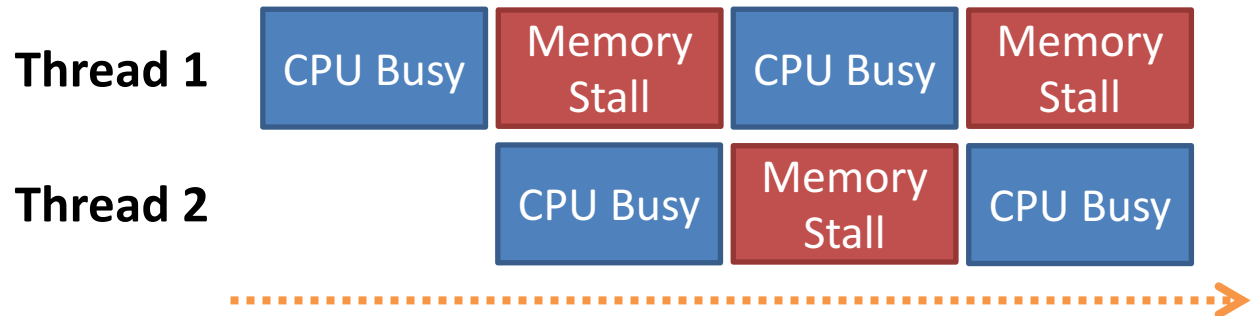 Thread 1
CPU Busy
Memory
Stall
CPU Busy
Memory
Stall
Thread 2
CPU Busy
Memory
Stall
CPU Busy